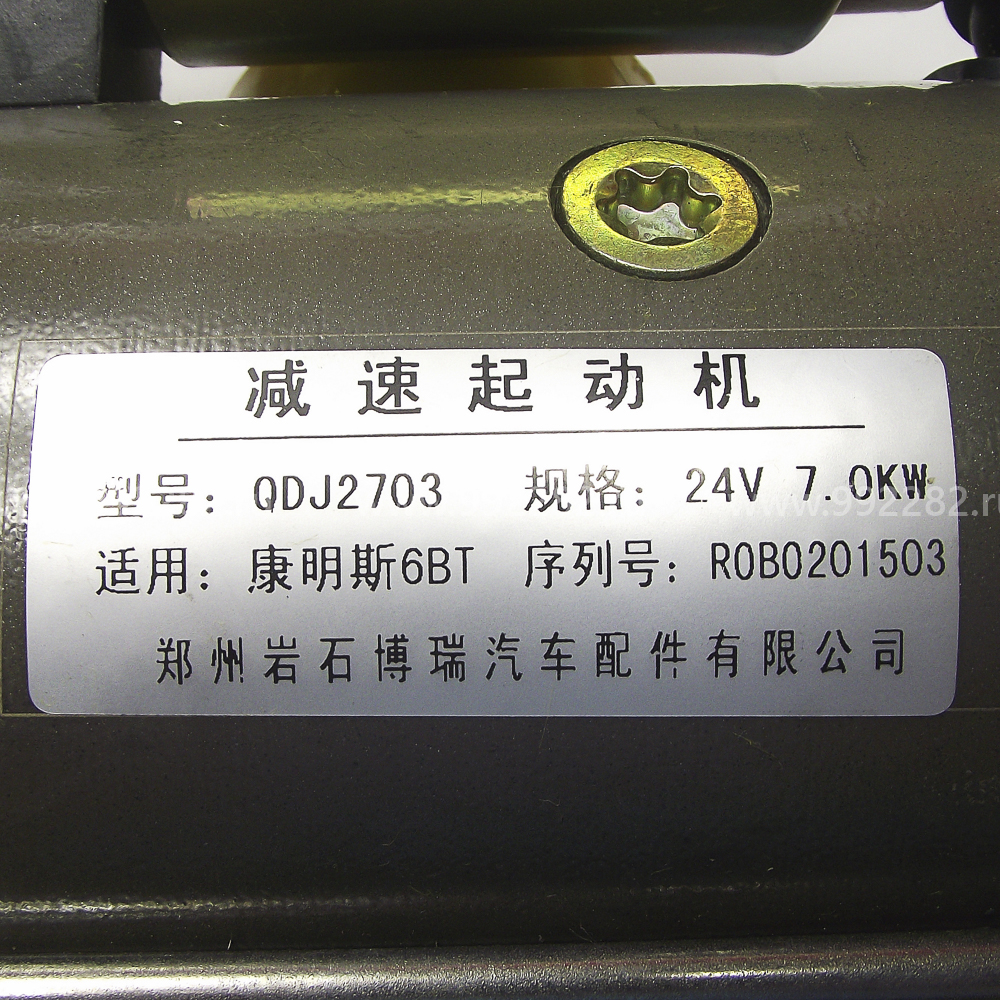 减速起动机
型号：QDJ2703 规格：24V 7.0KW
适用：康明斯6BT 序列号：R0B0201503
郑州岩石博瑞汽车配件有限公司
www.992282.r